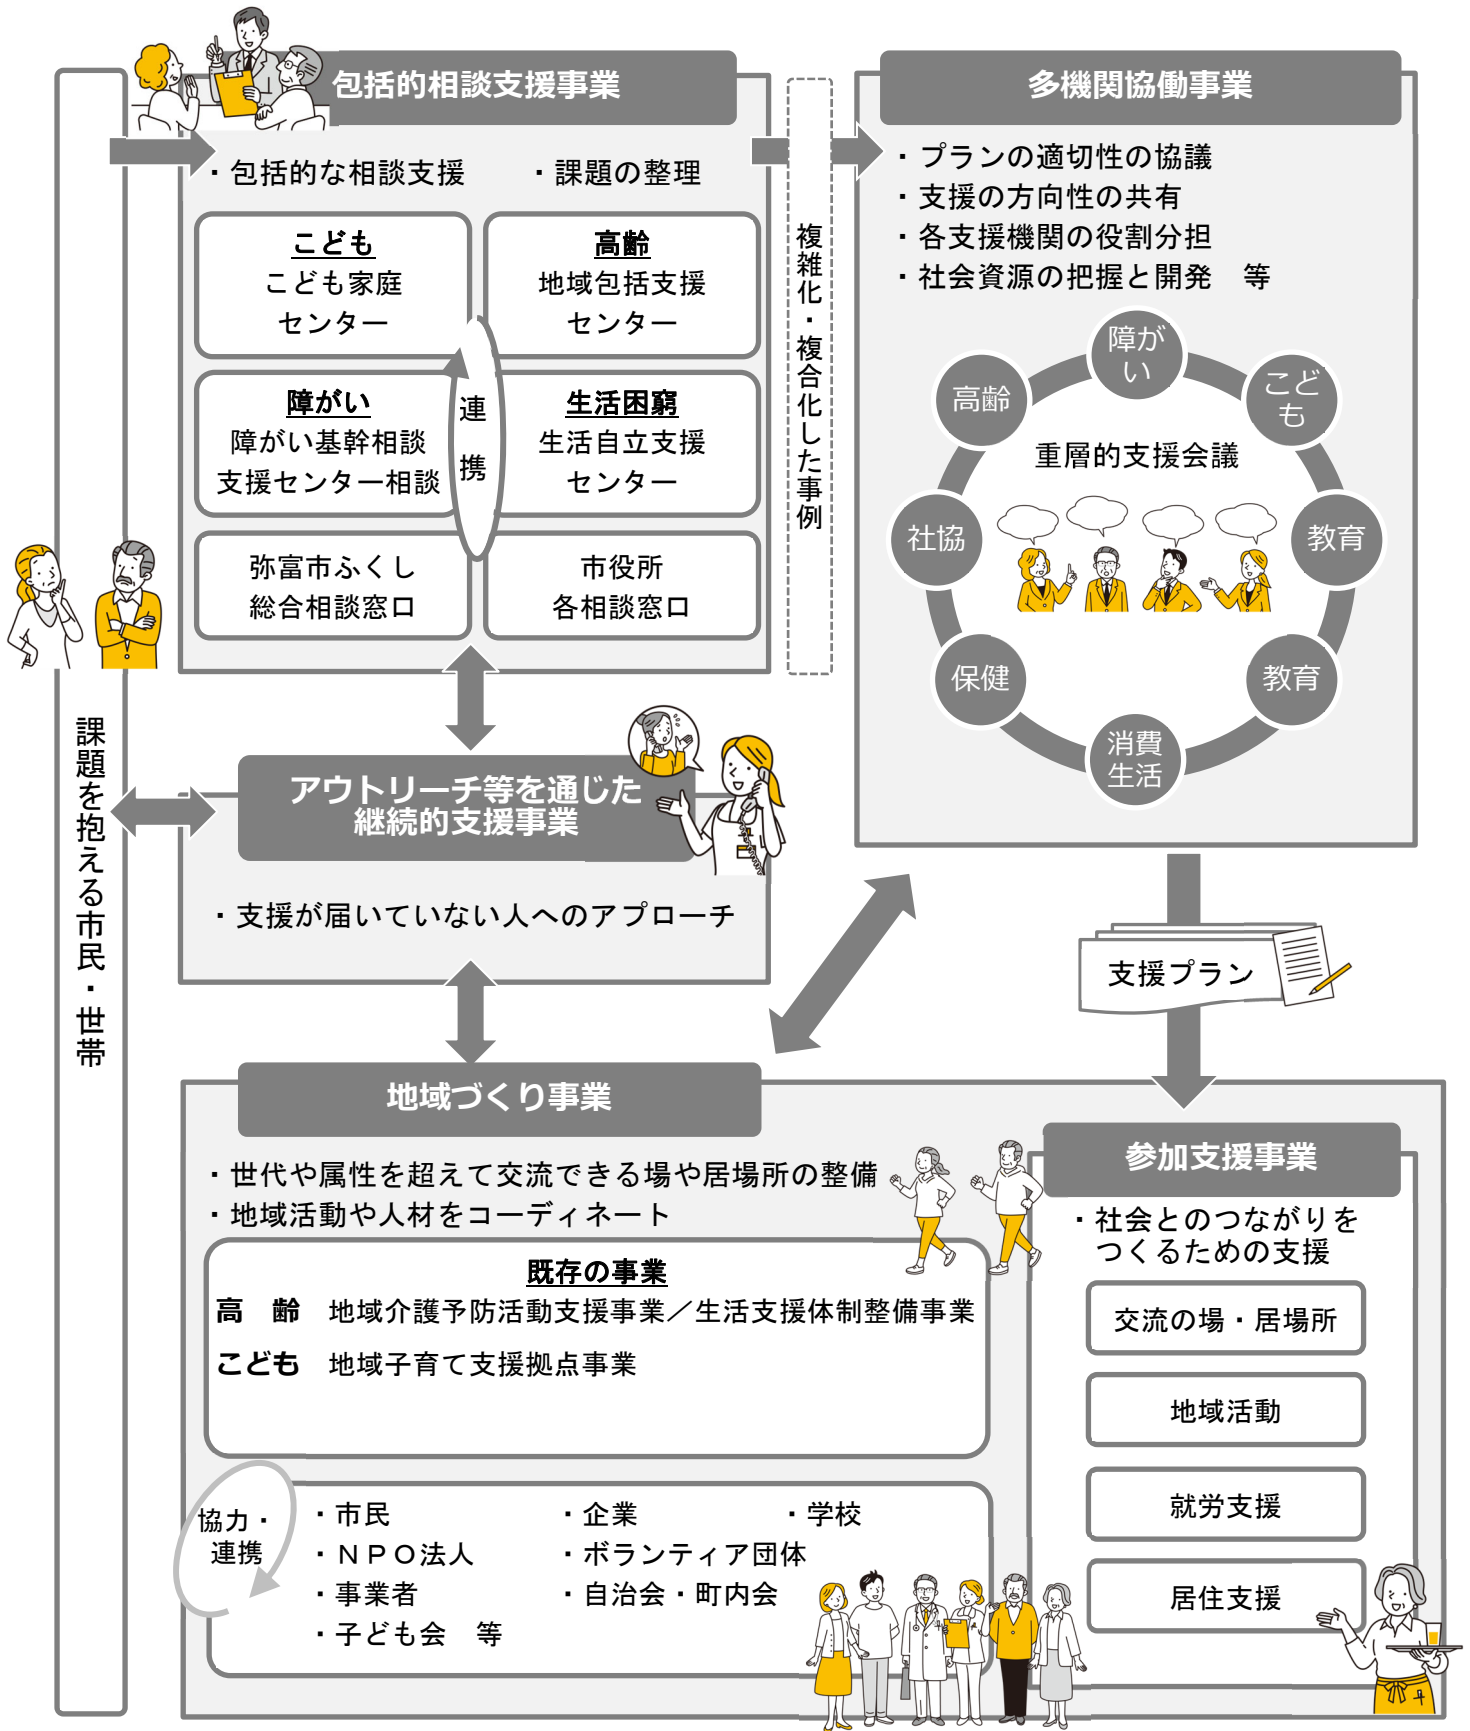 包括的相談支援事業
・包括的な相談支援
・課題の整理
こども
こども家庭
センター
高齢
地域包括支援
センター
障がい
障がい基幹相談
支援センター相談
生活困窮
生活自立支援
センター
連携
弥富市ふくし
総合相談窓口
市役所
各相談窓口
複雑化・複合化した事例
多機関協働事業
・プランの適切性の協議
・支援の方向性の共有
・各支援機関の役割分担
・社会資源の把握と開発　等
障が
い
こど
も
高齢
重層的支援会議
社協
教育
保健
教育
消費
生活
課題を抱える市民・世帯
アウトリーチ等を通じた
継続的支援事業
・支援が届いていない人へのアプローチ
支援プラン
地域づくり事業
・世代や属性を超えて交流できる場や居場所の整備
・地域活動や人材をコーディネート
既存の事業
高　齢　地域介護予防活動支援事業／生活支援体制整備事業
こども　地域子育て支援拠点事業
協力・
連携
・市民
・企業
・学校
・ＮＰＯ法人
・ボランティア団体
・事業者
・自治会・町内会
・子ども会　等
参加支援事業
・社会とのつながりを
つくるための支援
交流の場・居場所
地域活動
就労支援
居住支援